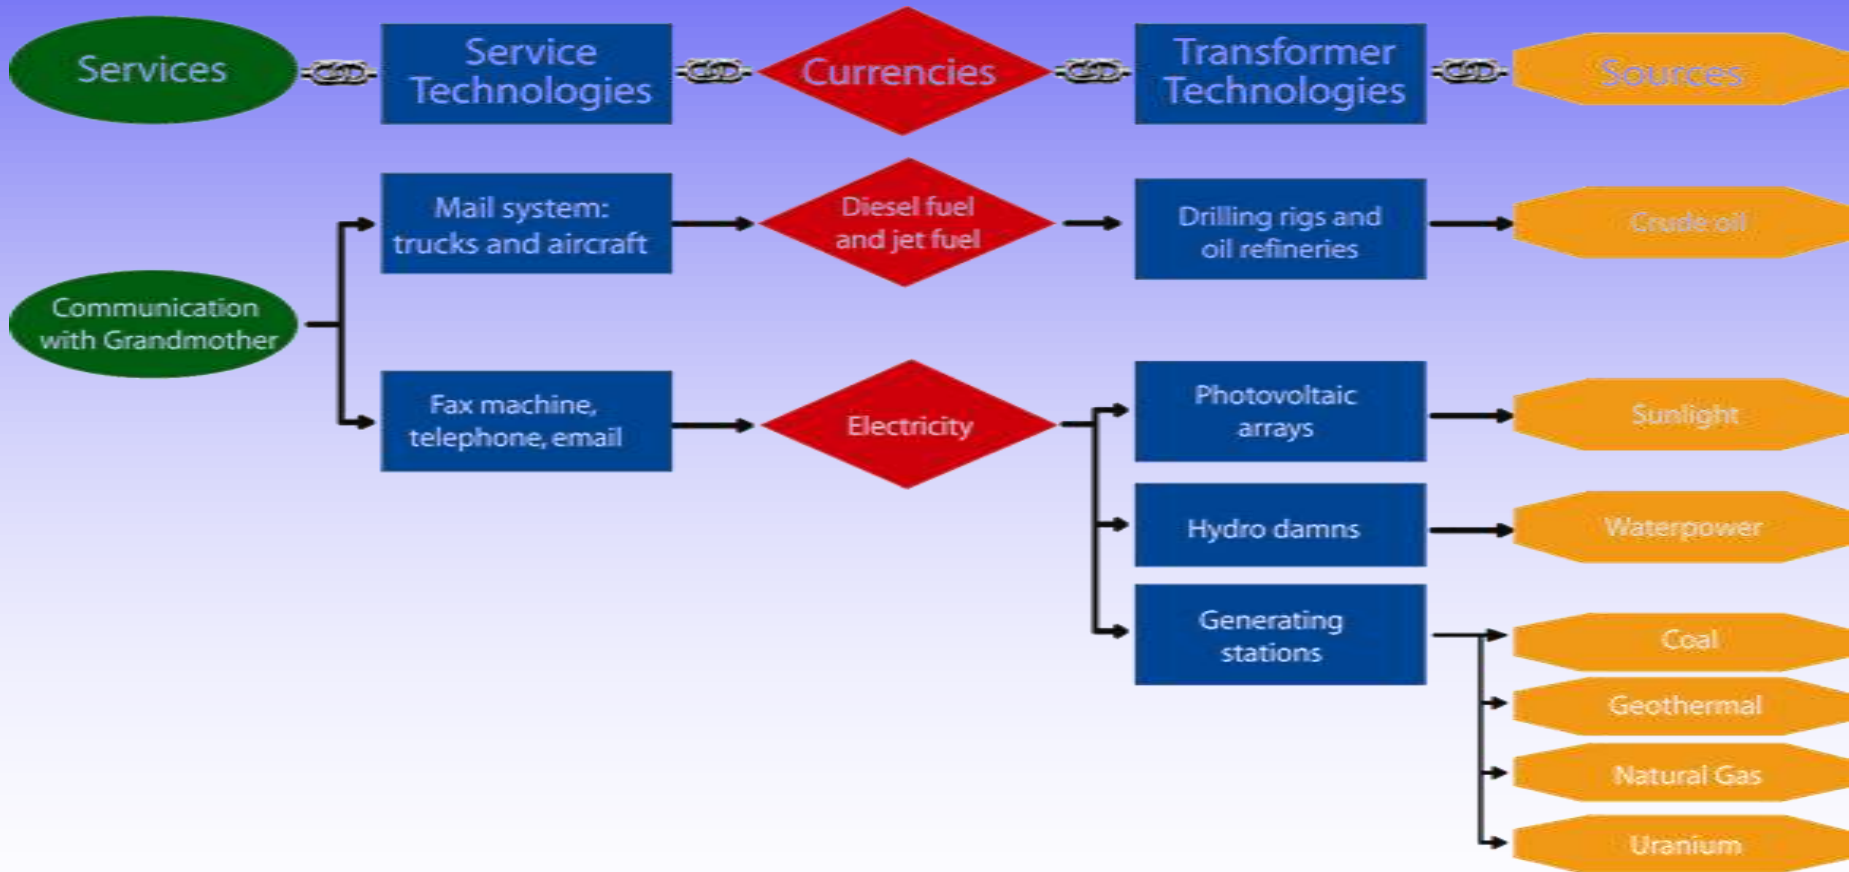 Services
Service
Technologies
Currencies
Transformer
Technologies
Sources
Mail system:
trucks and aircraft
Diesel fuel
and jet fuel
Drilling rigs and
oil refineries
Crude oil
Communication
with Grandmother
Fax machine,
telephone, email
Electricity
Photovoltaic
arrays
Sunlight
Hydro damns
Waterpower
Generating
stations
Coal
Geothermal
Natural Gas
Uranium